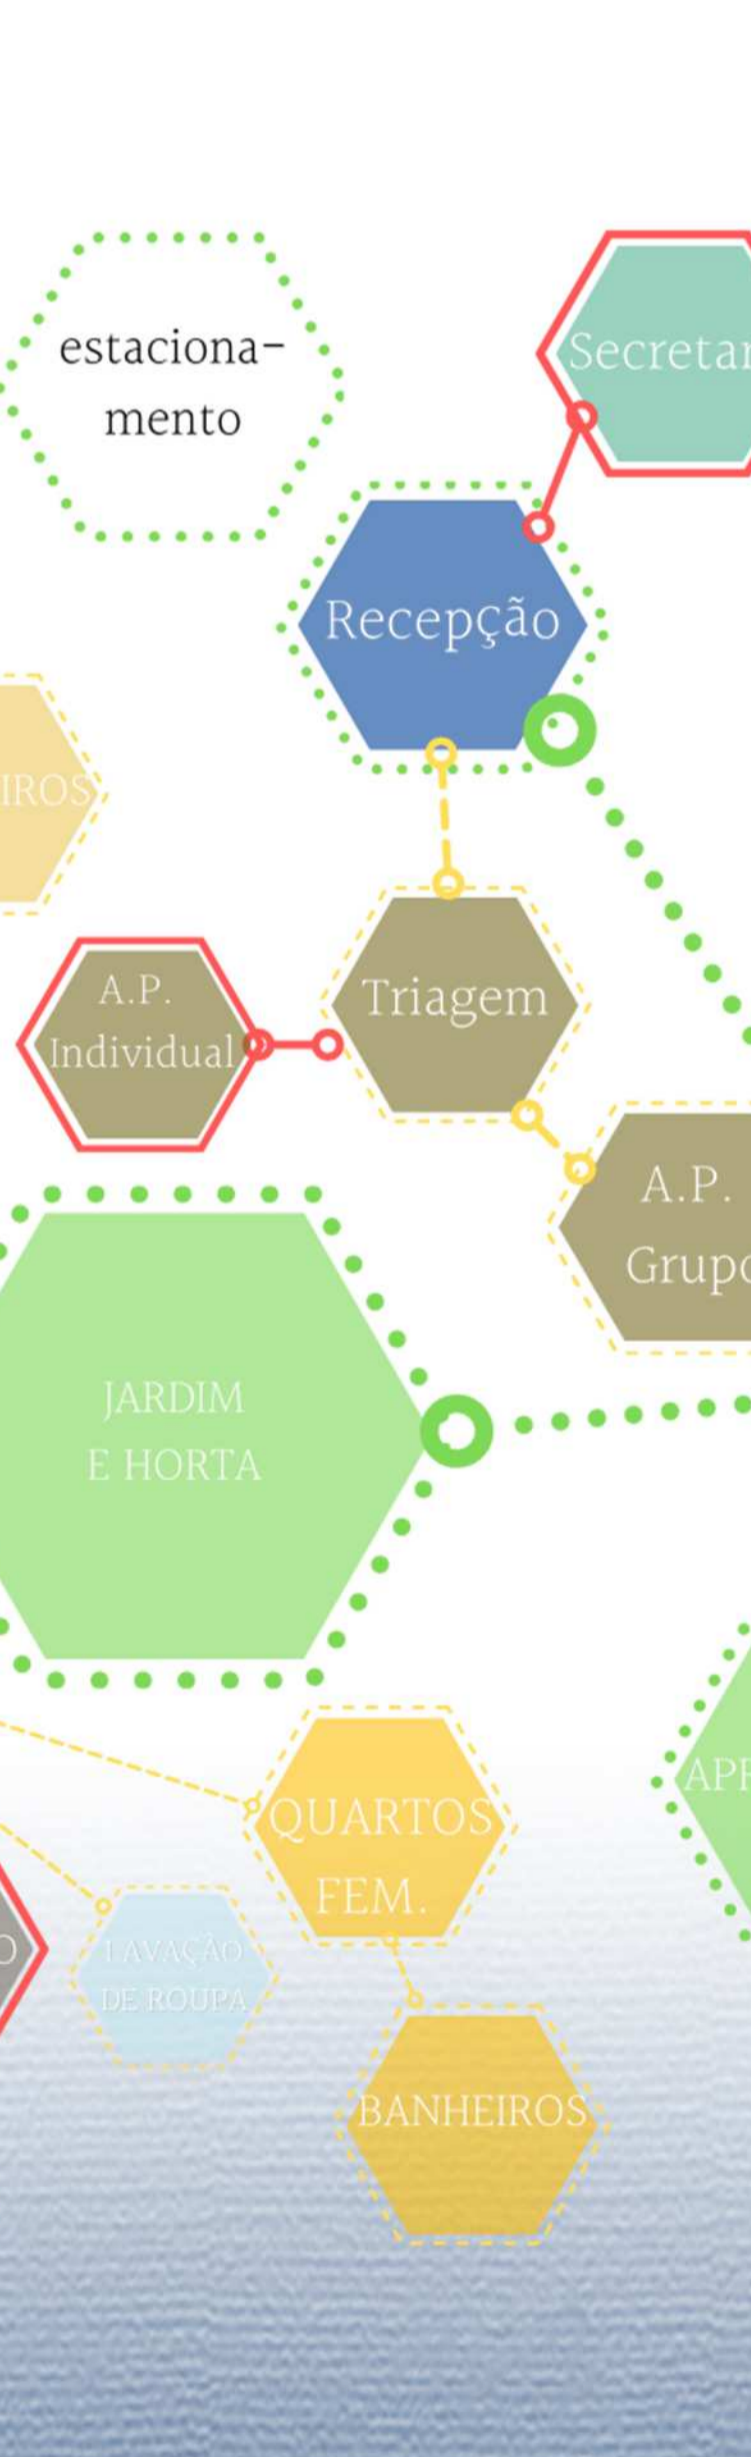 estaciona-
mento
Secretar
Recepção
IROS
A.P.
Individual
Triagem
A.P.
Grupo
JARDIM
E HORTA
APR
QUARTOS
FEM.
O
LAVAÇÃO
DE ROUPA
BANHEIROS